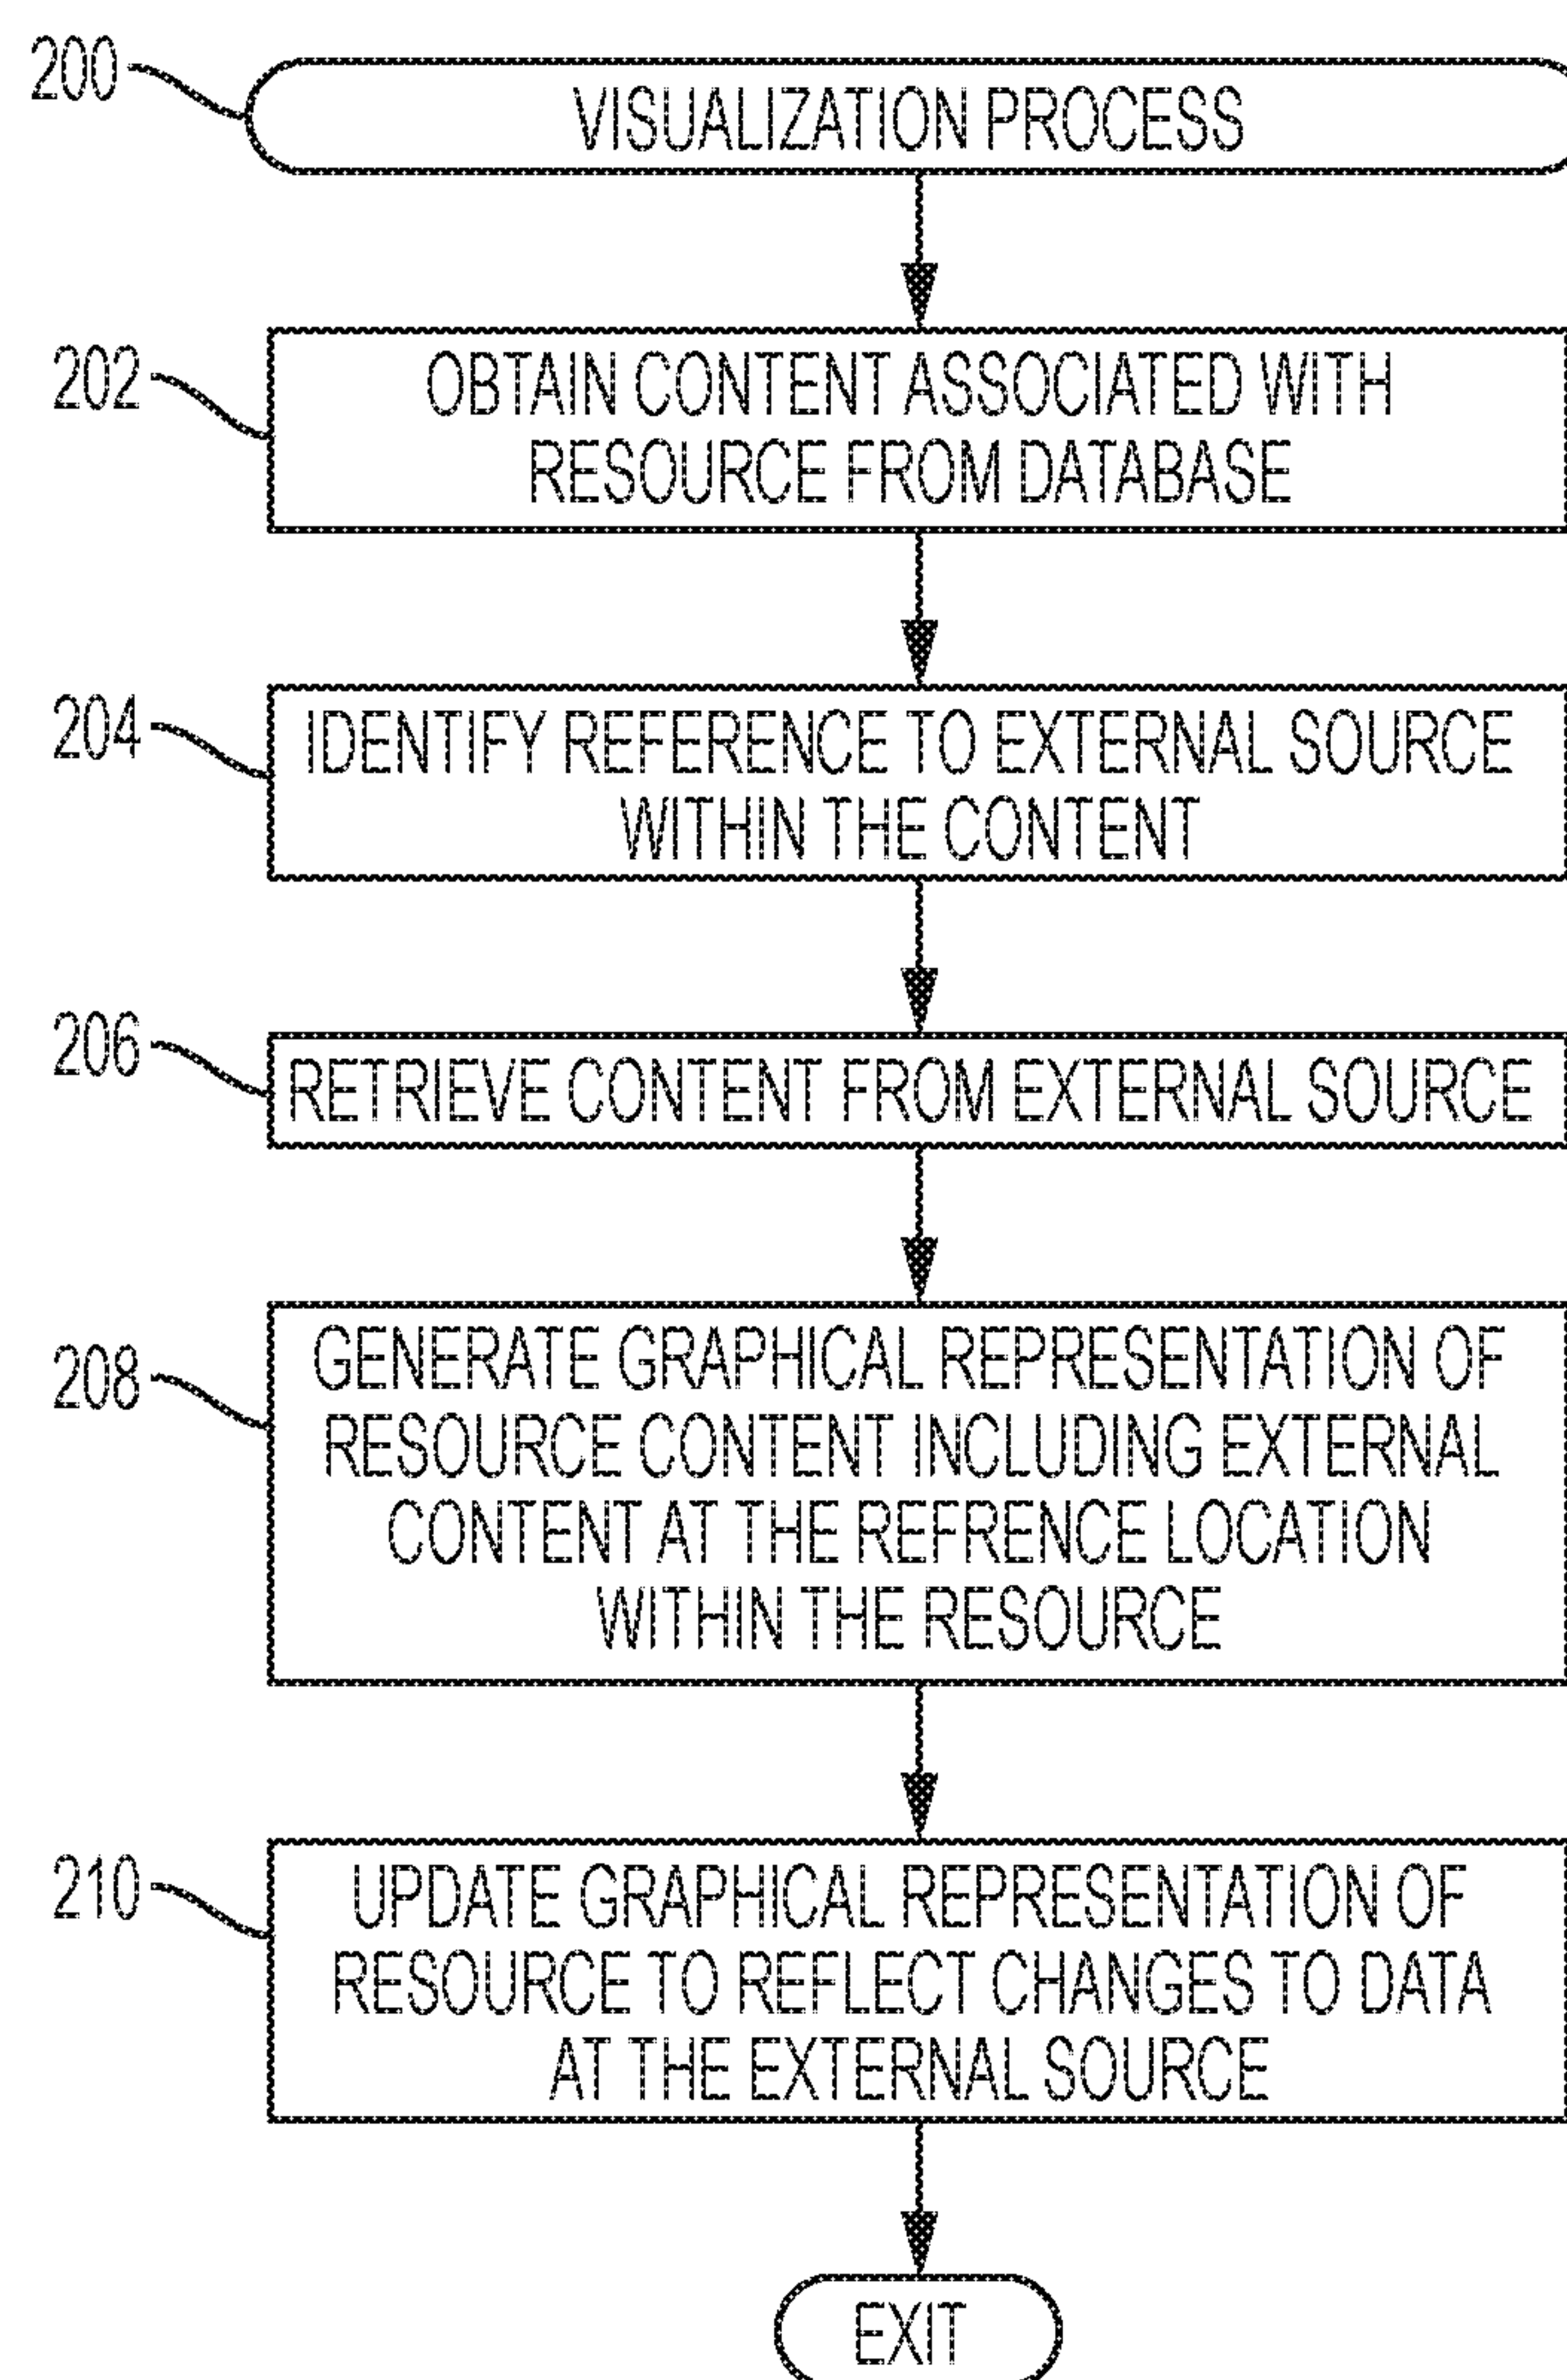 200
VISUALIZATION PROCESS
202
OBTAIN CONTENT ASSOCIATED WITH
RESOURCE FROM DATABASE
204
IDENTIFY REFERENCE TO EXTERNAL SOURCE
WITHIN THE CONTENT
206
RETRIEVE CONTENT FROM EXTERNAL SOURCE
208
GENERATE GRAPHICAL REPRESENTATION OF
RESOURCE CONTENT INCLUDING EXTERNAL
CONTENT AT THE REFRENCE LOCATION
WITHIN THE RESOURCE
210
UPDATE GRAPHICAL REPRESENTATION OF
RESOURCE TO REFLECT CHANGES TO DATA
AT THE EXTERNAL SOURCE
EXIT